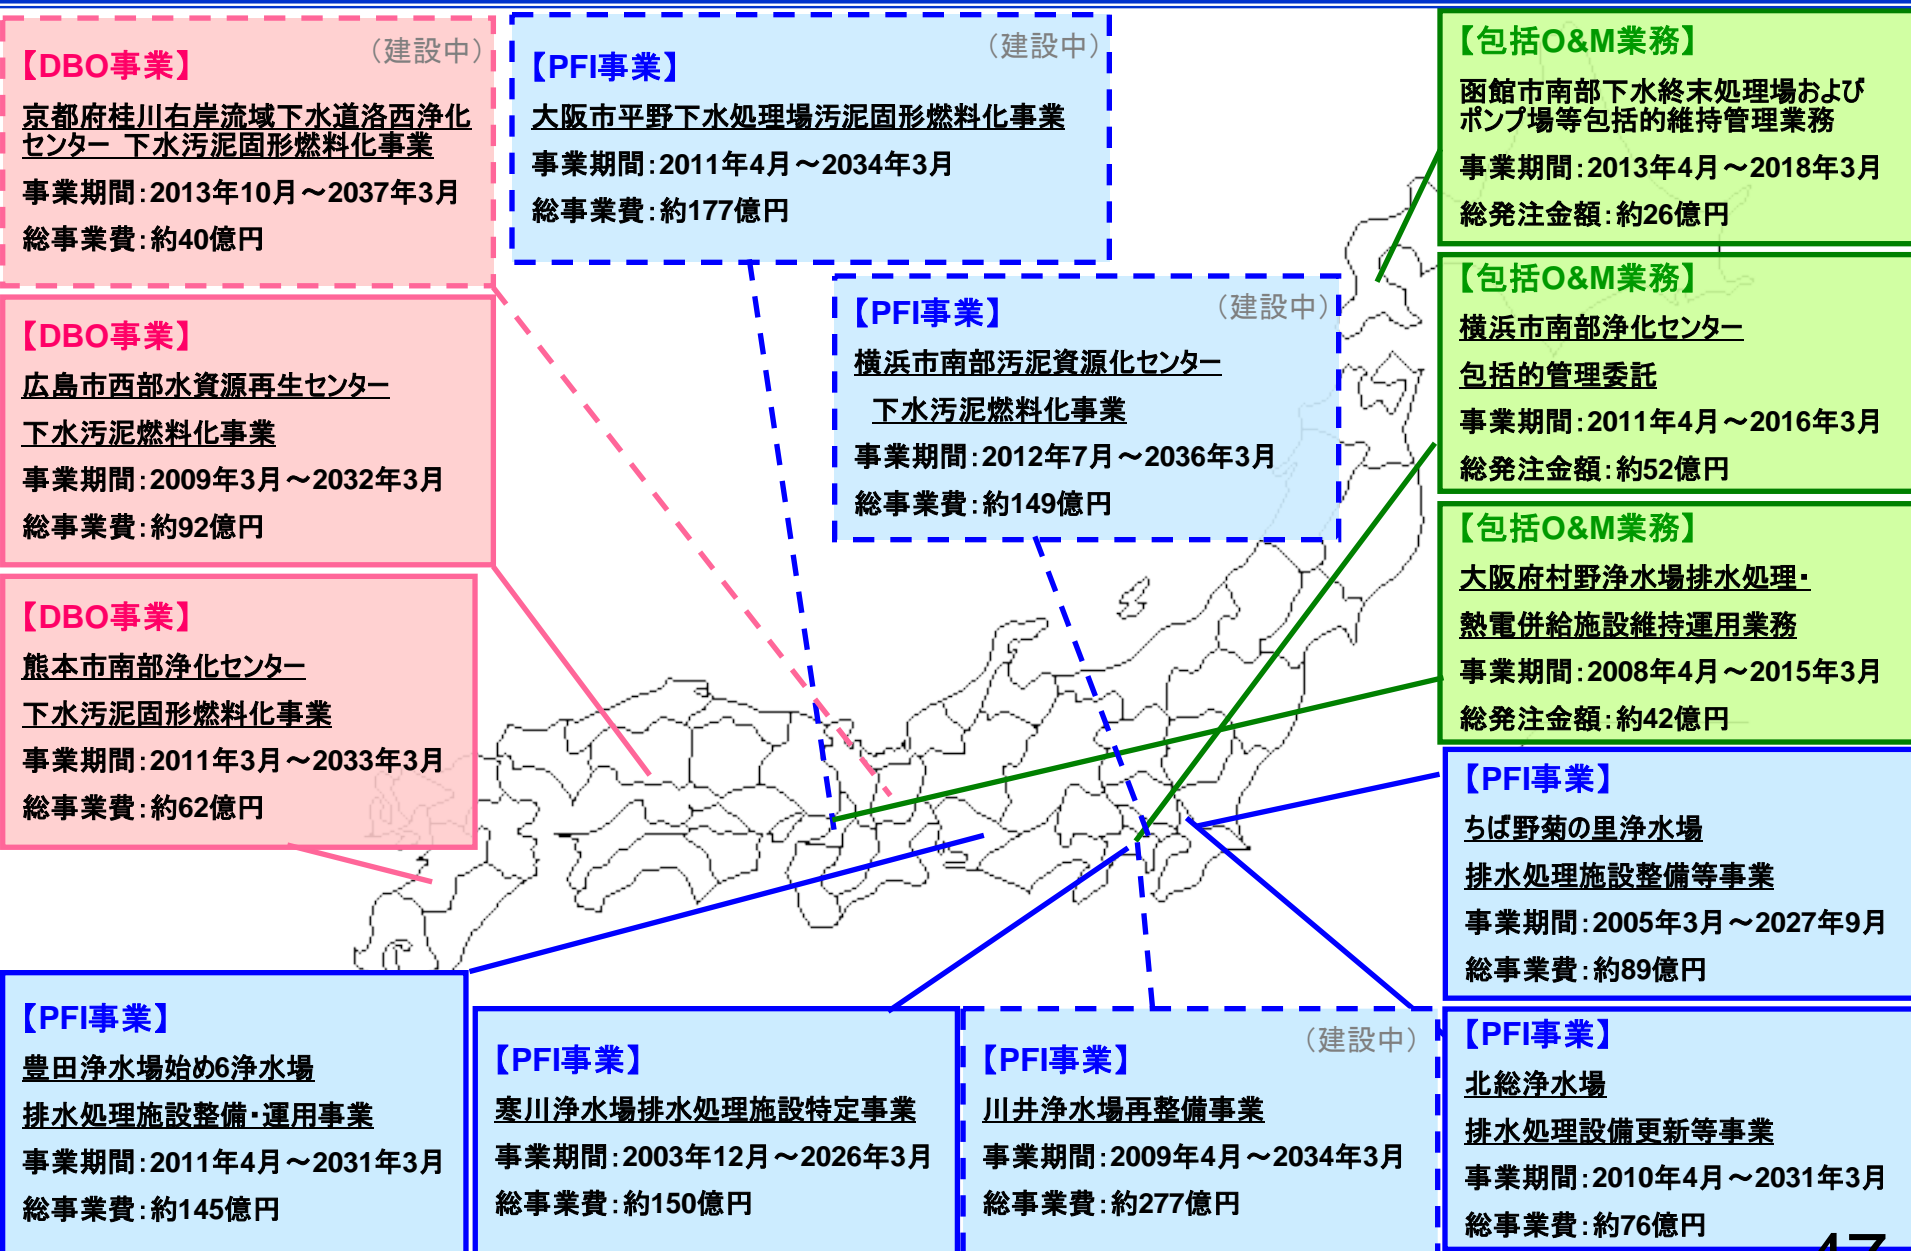 【DBO事業】
（建設中）
京都府桂川右岸流域下水道洛西浄化
センター 下水汚泥固形燃料化事業
事業期間：2013年10月～2037年3月
総事業費：約40億円
【PFI事業】
（建設中）
大阪市平野下水処理場汚泥固形燃料化事業
事業期間：2011年4月～2034年3月
総事業費：約177億円
【包括O&M業務】
函館市南部下水終末処理場および
ポンプ場等包括的維持管理業務
事業期間：2013年4月～2018年3月
総発注金額：約26億円
【DBO事業】
広島市西部水資源再生センター
下水汚泥燃料化事業
事業期間：2009年3月～2032年3月
総事業費：約92億円
【PFI事業】
（建設中）
横浜市南部汚泥資源化センター
下水汚泥燃料化事業
事業期間：2012年7月～2036年3月
総事業費：約149億円
【包括O&M業務】
横浜市南部浄化センター
包括的管理委託
事業期間：2011年4月～2016年3月
総発注金額：約52億円
【DBO事業】
熊本市南部浄化センター
下水汚泥固形燃料化事業
事業期間：2011年3月～2033年3月
総事業費：約62億円
【包括O&M業務】
大阪府村野浄水場排水処理・
熱電併給施設維持運用業務
事業期間：2008年4月～2015年3月
総発注金額：約42億円
【PFI事業】
ちば野菊の里浄水場
排水処理施設整備等事業
事業期間：2005年3月～2027年9月
総事業費：約89億円
【PFI事業】
豊田浄水場始め6浄水場
排水処理施設整備・運用事業
事業期間：2011年4月～2031年3月
総事業費：約145億円
【PFI事業】
寒川浄水場排水処理施設特定事業
事業期間：2003年12月～2026年3月
総事業費：約150億円
【PFI事業】
（建設中）
川井浄水場再整備事業
事業期間：2009年4月～2034年3月
総事業費：約277億円
【PFI事業】
北総浄水場
排水処理設備更新等事業
事業期間：2010年4月～2031年3月
総事業費：約76億円